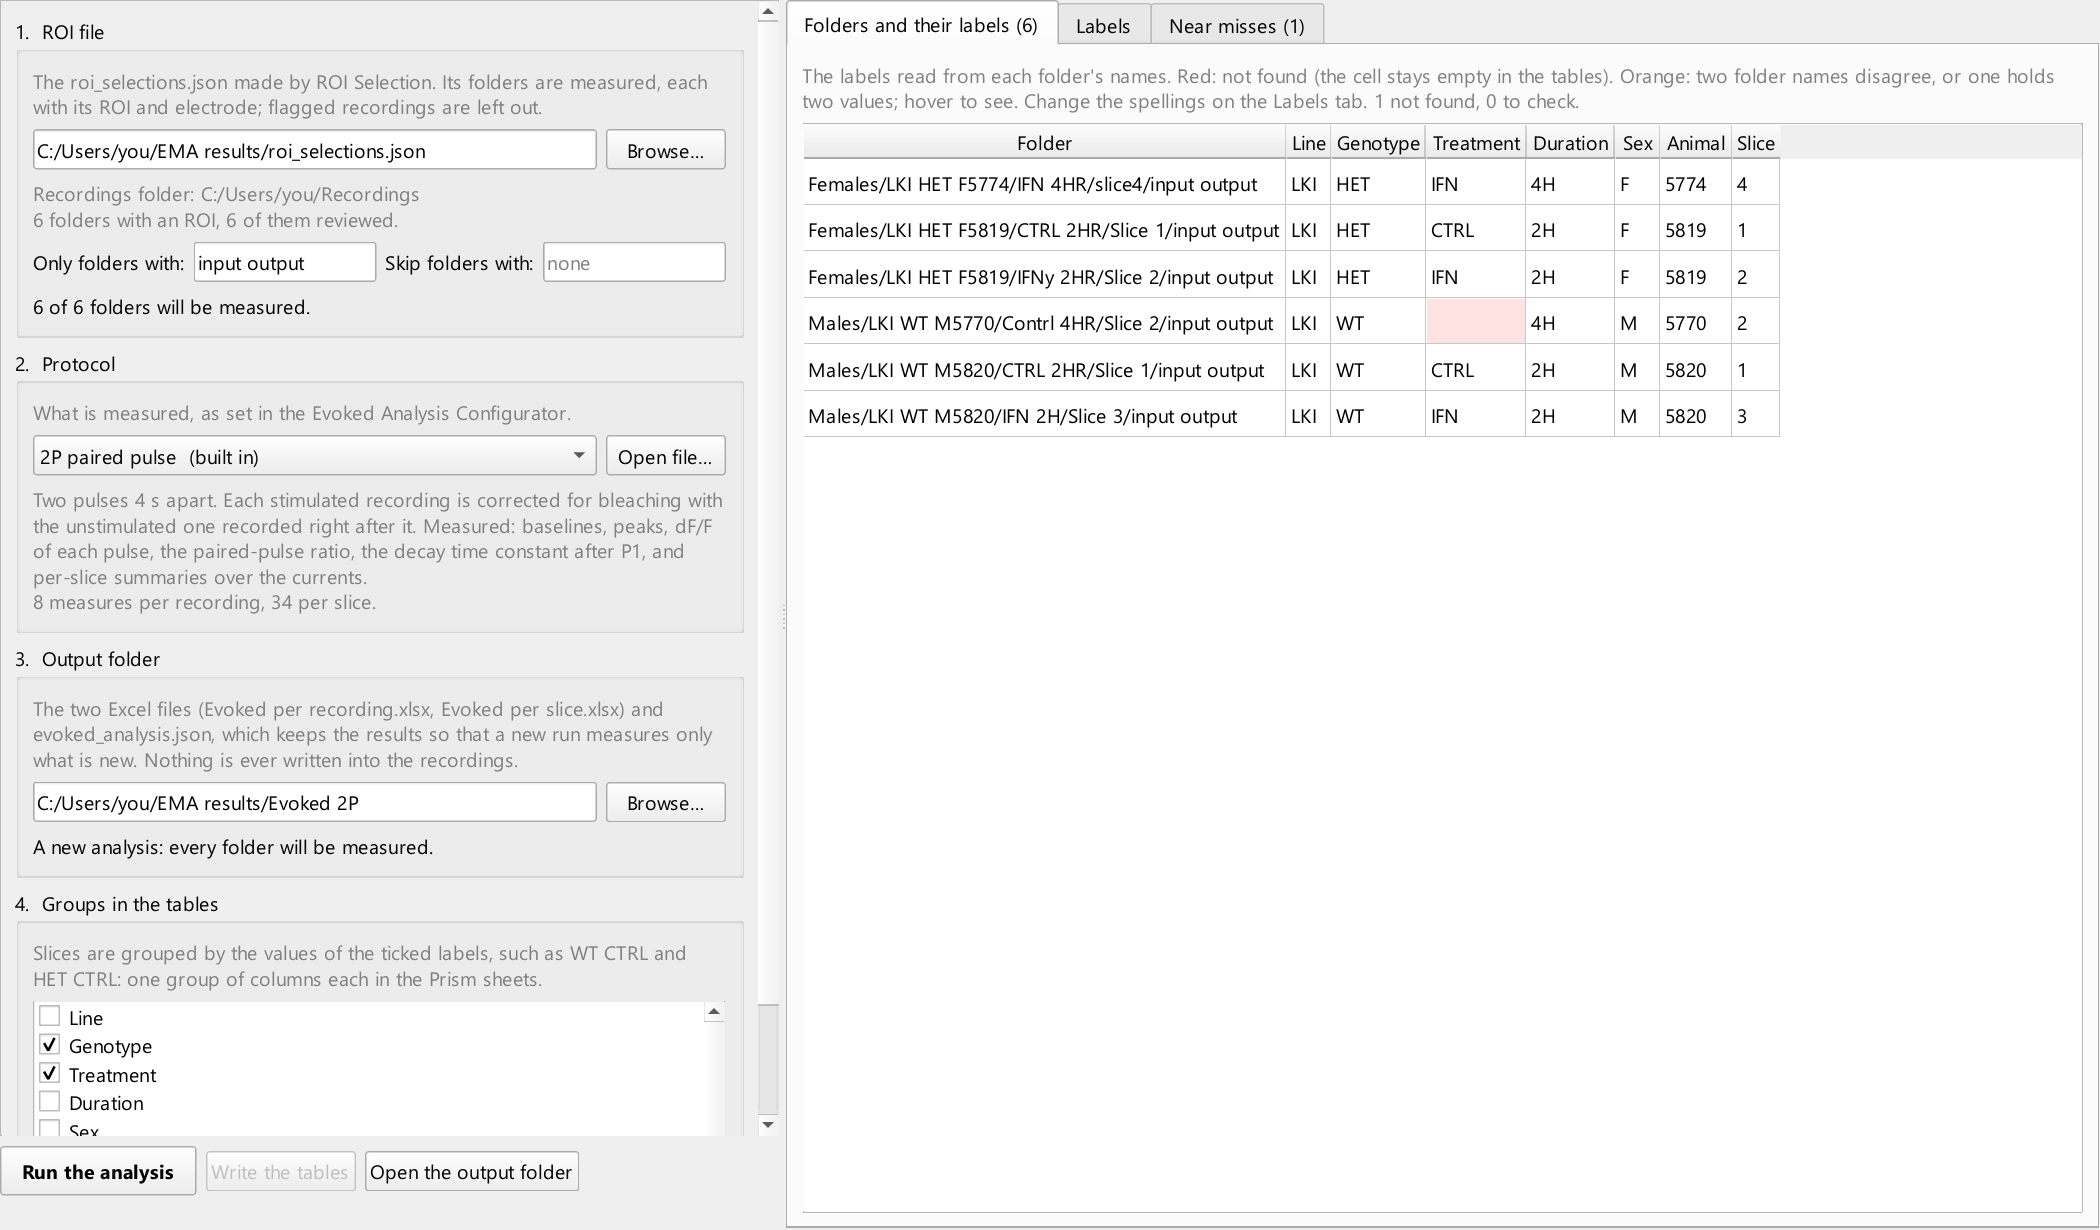 1. ROI file
The roi_selections.json made by ROI Selection. Its folders are measured, each
with its ROI and electrode; flagged recordings are left out.
C:/Users/you/EMA results/roi_selections.json
Browse...
Recordings folder: C:/Users/you/Recordings
6 folders with an ROI, 6 of them reviewed.
Only folders with: input output Skip folders with: none
6 of 6 folders will be measured.
2. Protocol
What is measured, as set in the Evoked Analysis Configurator.
2P paired pulse (built in)
Open file...
Two pulses 4 s apart. Each stimulated recording is corrected for bleaching with
the unstimulated one recorded right after it. Measured: baselines, peaks, dF/F
of each pulse, the paired-pulse ratio, the decay time constant after P1, and
per-slice summaries over the currents.
8 measures per recording, 34 per slice.
3. Output folder
The two Excel files (Evoked per recording.xlsx, Evoked per slice.xlsx) and
evoked_analysis.json, which keeps the results so that a new run measures only
what is new. Nothing is ever written into the recordings.
C:/Users/you/EMA results/Evoked 2P
Browse...
A new analysis: every folder will be measured.
4. Groups in the tables
Slices are grouped by the values of the ticked labels, such as WT CTRL and
HET CTRL: one group of columns each in the Prism sheets.
Line
Genotype
Treatment
Duration
Sex
Run the analysis
Write the tables
Open the output folder
Folders and their labels (6)
Labels
Near misses (1)
The labels read from each folder's names. Red: not found (the cell stays empty in the tables). Orange: two folder names disagree, or one holds
two values; hover to see. Change the spellings on the Labels tab. 1 not found, 0 to check.
Folder Line Genotype Treatment Duration Sex Animal Slice
Females/LKI HET F5774/IFN 4HR/slice4/input output LKI HET IFN 4H F 5774 4
Females/LKI HET F5819/CTRL 2HR/Slice 1/input output LKI HET CTRL 2H F 5819 1
Females/LKI HET F5819/IFNy 2HR/Slice 2/input output LKI HET IFN 2H F 5819 2
Males/LKI WT M5770/Contrl 4HR/Slice 2/input output LKI WT 4H M 5770 2
Males/LKI WT M5820/CTRL 2HR/Slice 1/input output LKI WT CTRL 2H M 5820 1
Males/LKI WT M5820/IFN 2H/Slice 3/input output LKI WT IFN 2H M 5820 3